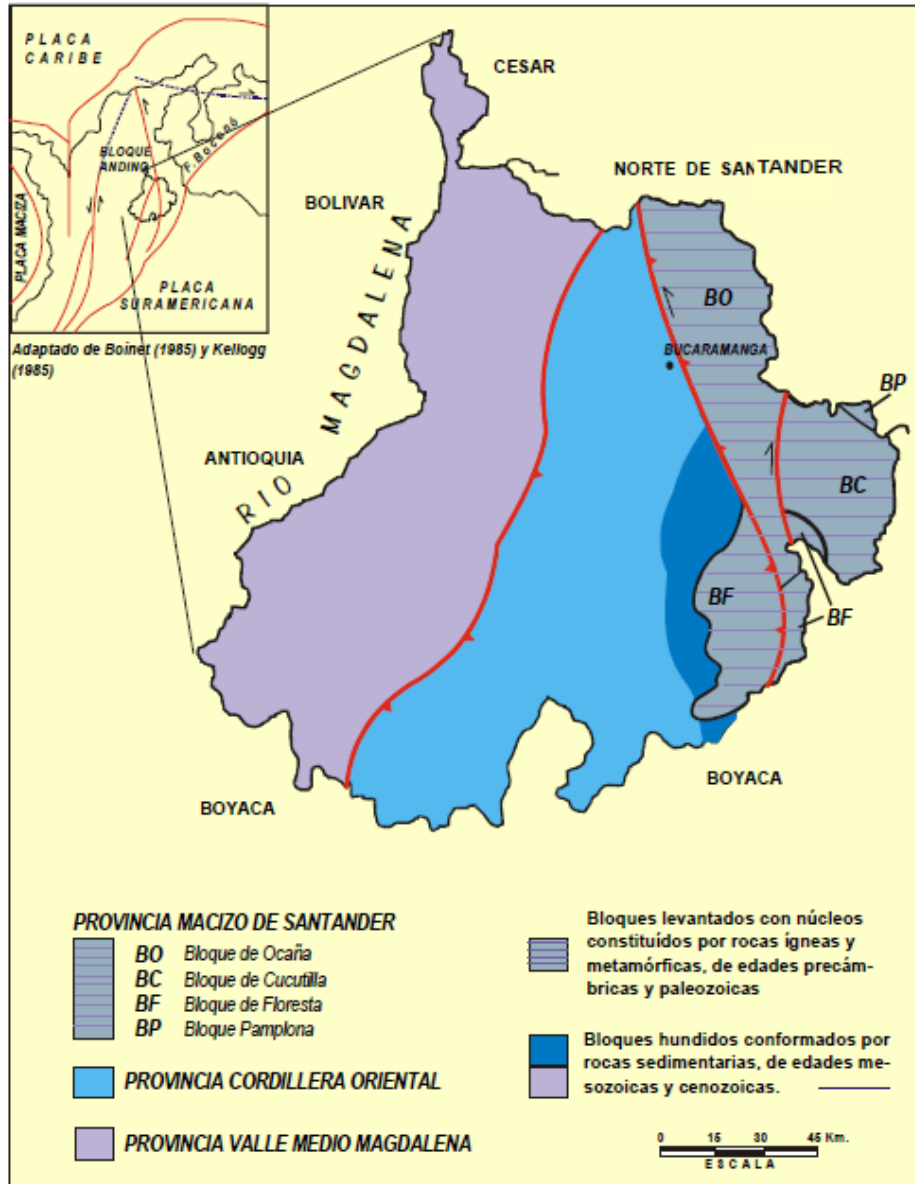 PLACA
CARIBE
BLOQUE
ANDINO
F. Boconó
PLACA MACIZA
PLACA
SURAMERICANA
Adaptado de Boinet (1985) y Kellogg
(1985)
CESAR
NORTE DE SANTANDER
BOLIVAR
RIO MAGDALENA
ANTIOQUIA
BO
BUCARAMANGA
BP
BC
BF
BF
BOYACA
BOYACA
PROVINCIA MACIZO DE SANTANDER
BO Bloque de Ocaña
BC Bloque de Cucutilla
BF Bloque de Floresta
BP Bloque Pamplona
PROVINCIA CORDILLERA ORIENTAL
PROVINCIA VALLE MEDIO MAGDALENA
Bloques levantados con núcleos
constituídos por rocas ígneas y
metamórficas, de edades precám-
bricas y paleozoicas
Bloques hundidos conformados por
rocas sedimentarias, de edades me-
sozoicas y cenozoicas.
0 15 30 45 Km.
ESCALA